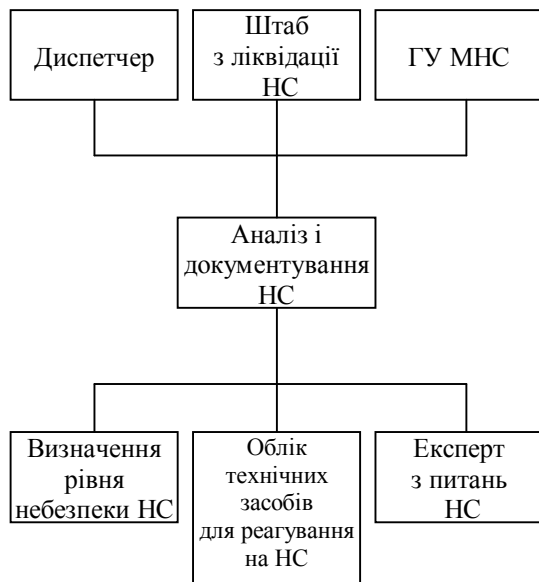 Диспетчер
Штаб
з ліквідації
НС
ГУ МНС
Аналіз і
документування
НС
Визначення
рівня
небезпеки НС
Облік
технічних
засобів
для реагування
на НС
Експерт
з питань
НС